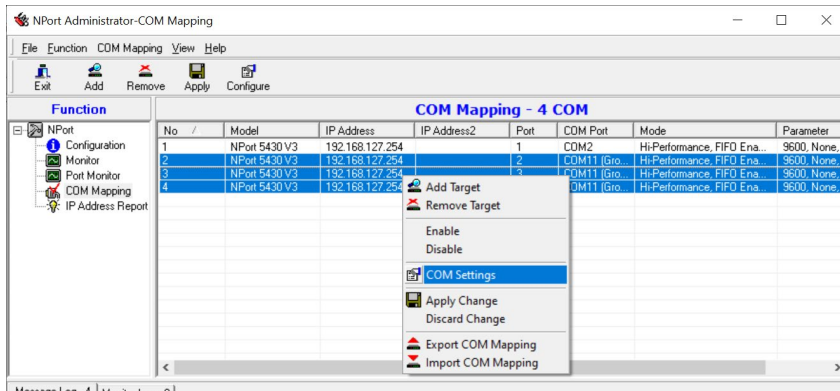 NPort Administrator-COM Mapping
File Function COM Mapping View Help
Exit Add Remove Apply Configure
Function
COM Mapping - 4 COM
NPort
Configuration
Monitor
Port Monitor
COM Mapping
IP Address Report
No / Model IP Address IP Address2 Port COM Port Mode Parameter
1 NPort 5430 V3 192.168.127.254 1 COM2 Hi-Performance, FIFO Ena... 9600, None,
2 NPort 5430 V3 192.168.127.254 2 COM11 (Gro... Hi-Performance, FIFO Ena... 9600, None,
3 NPort 5430 V3 192.168.127.254 3 COM11 (Gro... Hi-Performance, FIFO Ena... 9600, None,
4 NPort 5430 V3 192.168.127.254 COM11 (Gro... Hi-Performance, FIFO Ena... 9600, None,
Add Target
Remove Target
Enable
Disable
COM Settings
Apply Change
Discard Change
Export COM Mapping
Import COM Mapping